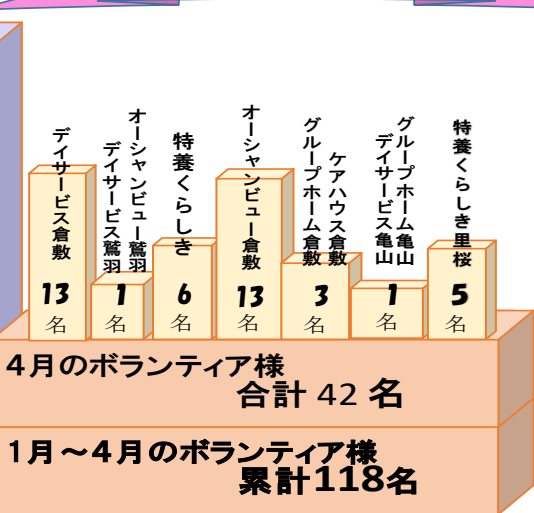 デイサービス倉敷
13
名
オーシャンビュー鷲羽
デイサービス鷲羽
1
名
特養くらしき
6
名
オーシャンビュー倉敷
13
名
ケアハウス倉敷
グループホーム倉敷
3
名
グループホーム亀山
デイサービス亀山
1
名
特養くらしき里桜
5
名
4月のボランティア様
合計 42 名
1月～4月のボランティア様
累計118名